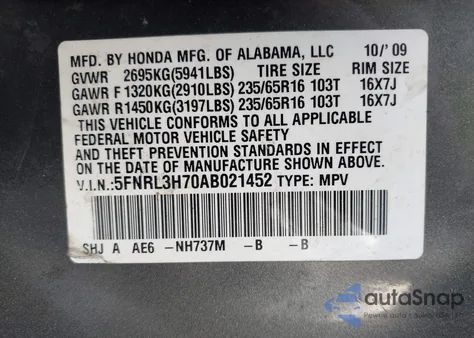 MFD. BY HONDA MFG. OF ALABAMA, LLC 10/'09
GVWR 2695KG(5941LBS) TIRE SIZE RIM SIZE
GAWR F 1320KG(2910LBS) 235/65R16 103T 16X7J
GAWR R1450KG(3197LBS) 235/65R16 103T 16X7J
THIS VEHICLE CONFORMS TO ALL APPLICABLE
FEDERAL MOTOR VEHICLE SAFETY
AND THEFT PREVENTION STANDARDS IN EFFECT
ON THE DATE OF MANUFACTURE SHOWN ABOVE.
V.I.N.:5FNRL3H70AB021452 TYPE: MPV
SHJ A AE6 -NH737M -B -B
autaSnap